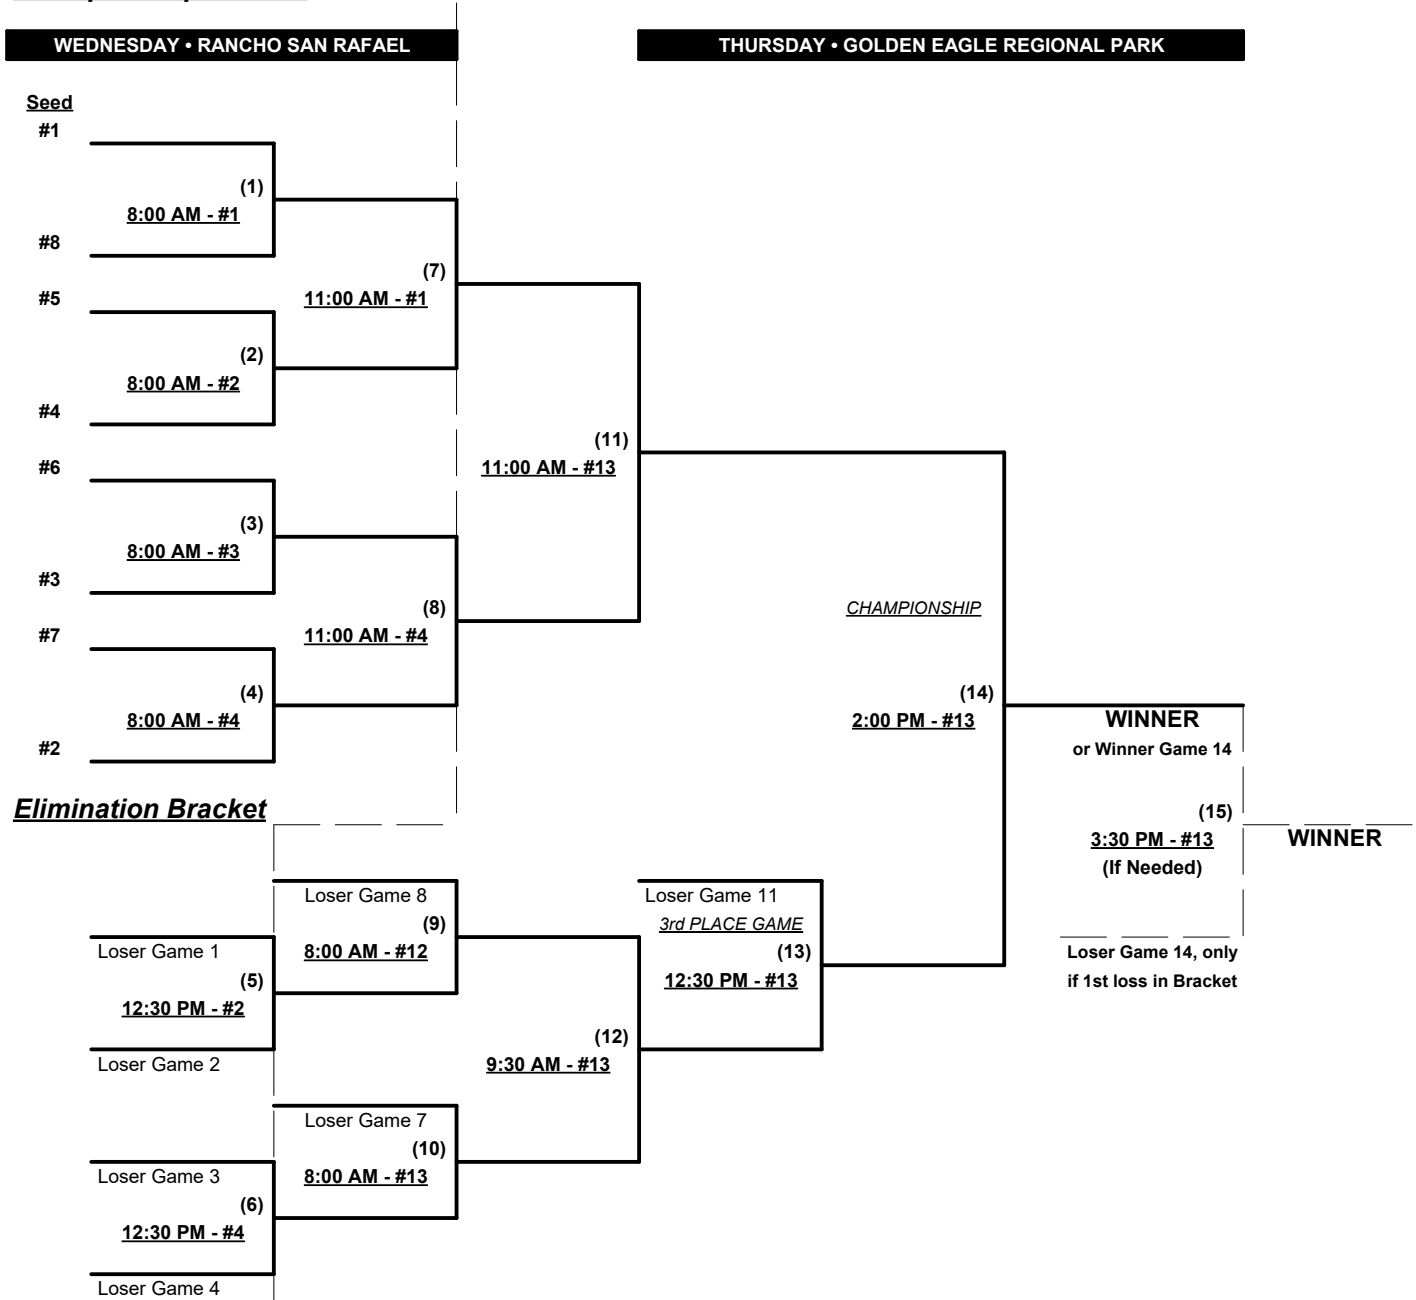 WEDNESDAY • RANCHO SAN RAFAEL
THURSDAY • GOLDEN EAGLE REGIONAL PARK
Seed
#1
(1)
8:00 AM - #1
#8
(7)
11:00 AM - #1
#5
(2)
8:00 AM - #2
#4
(11)
11:00 AM - #13
#6
(3)
8:00 AM - #3
#3
(8)
11:00 AM - #4
#7
(4)
8:00 AM - #4
#2
CHAMPIONSHIP
(14)
2:00 PM - #13
WINNER
or Winner Game 14
(15)
3:30 PM - #13
(If Needed)
WINNER
Loser Game 14, only
if 1st loss in Bracket
Elimination Bracket
Loser Game 8
(9)
8:00 AM - #12
Loser Game 1
(5)
12:30 PM - #2
Loser Game 2
Loser Game 11
3rd PLACE GAME
(13)
12:30 PM - #13
(12)
9:30 AM - #13
Loser Game 7
(10)
8:00 AM - #13
Loser Game 3
(6)
12:30 PM - #4
Loser Game 4